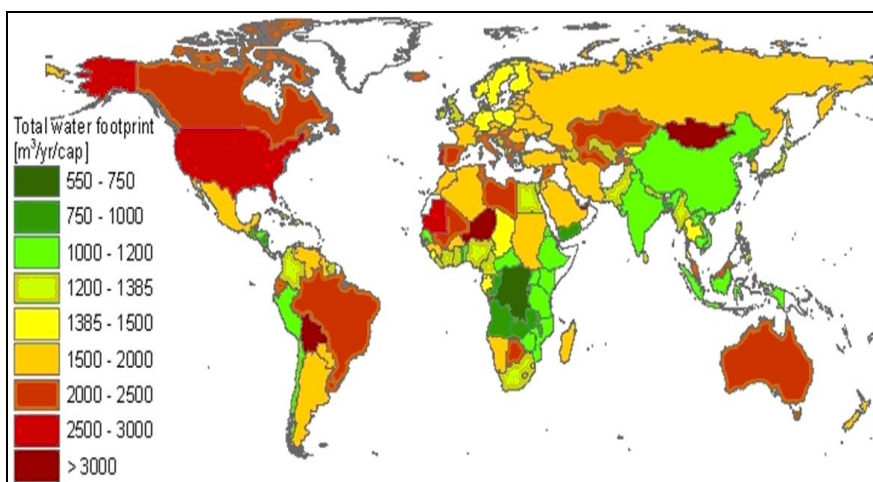 Total water footprint
[m³/yr/cap]
550 - 750
750 - 1000
1000 - 1200
1200 - 1385
1385 - 1500
1500 - 2000
2000 - 2500
2500 - 3000
> 3000